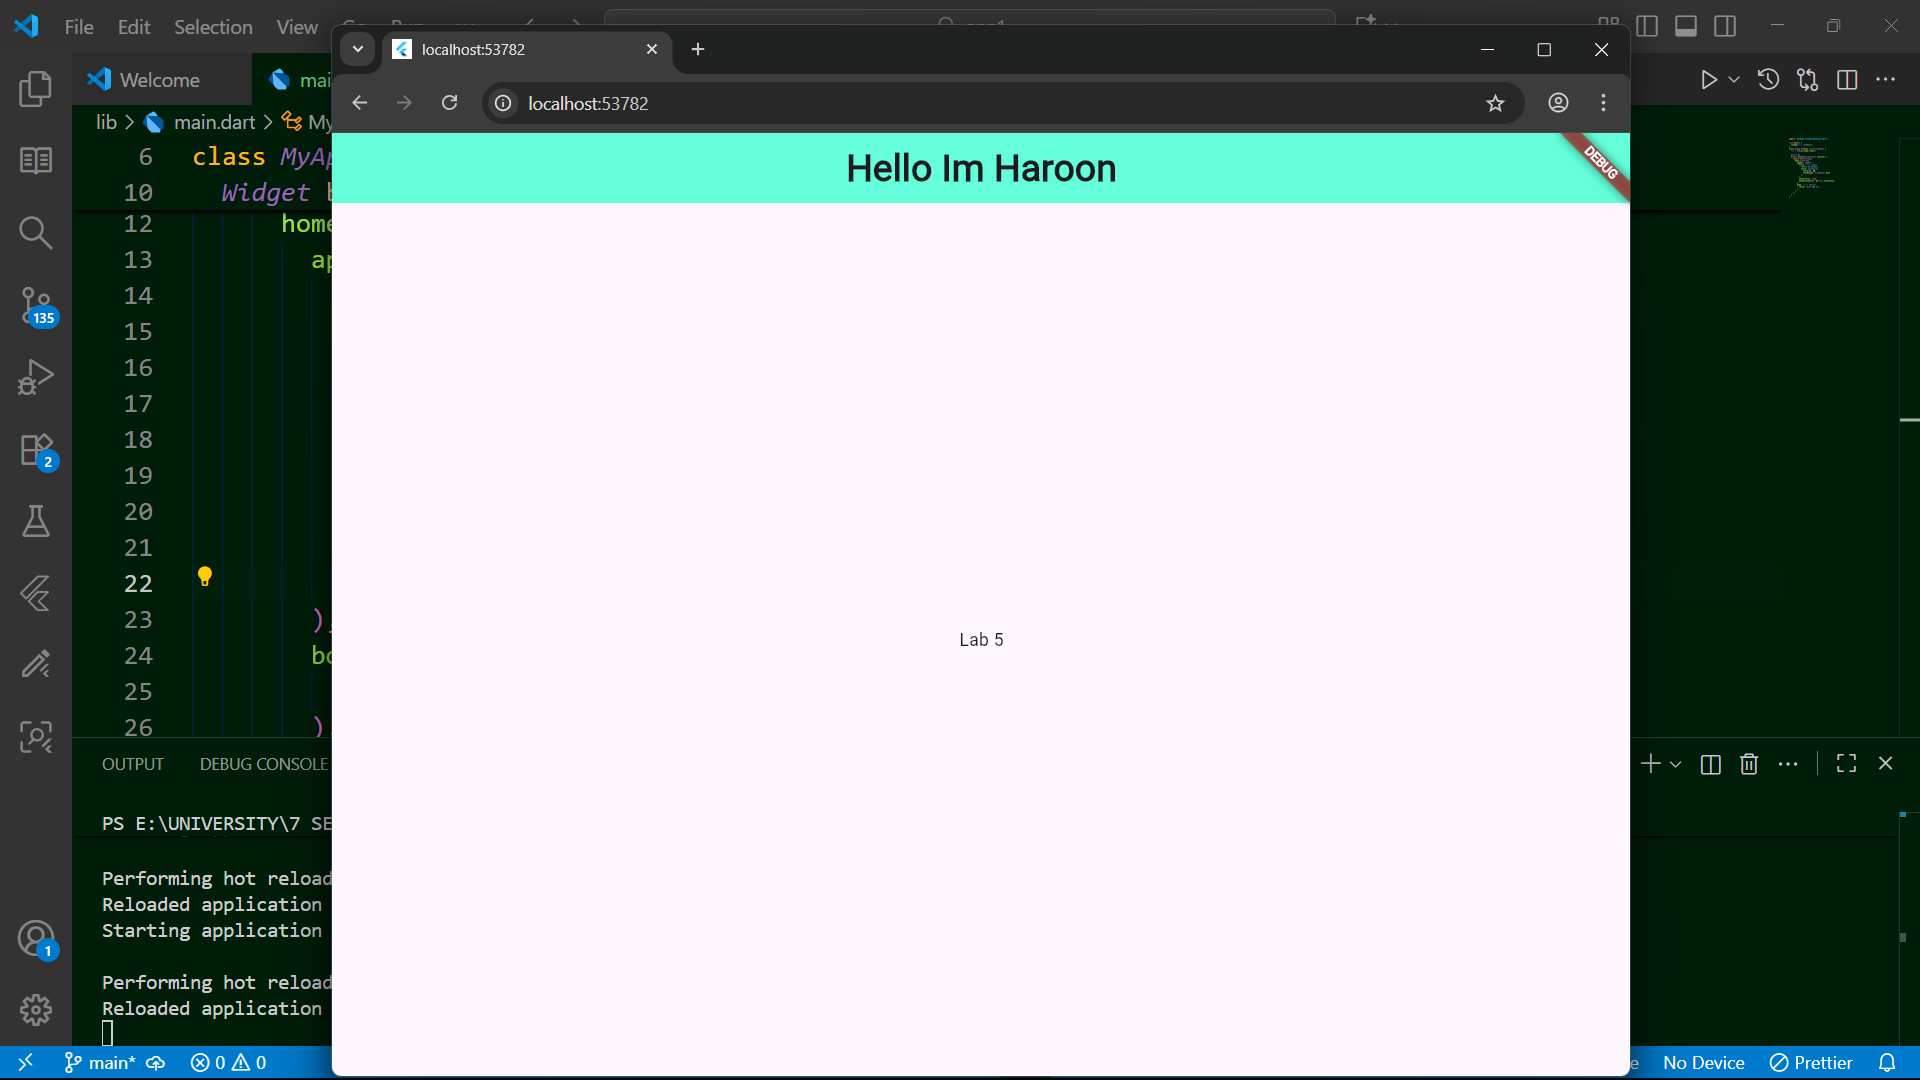 File Edit Selection View
localhost:53782
Welcome
localhost:53782
lib > main.dart >
6 class MyAp
10 Widget
12 home
13 ap
14
15
16
17
18
19
20
21
22
23 )
24 bo
25
26 )
Hello Im Haroon
DEBUG
Lab 5
135
2
1
OUTPUT DEBUG CONSOLE
PS E:\UNIVERSITY\7 SE
Performing hot reload
Reloaded application
Starting application
Performing hot reload
Reloaded application
main* 0 0 No Device Prettier